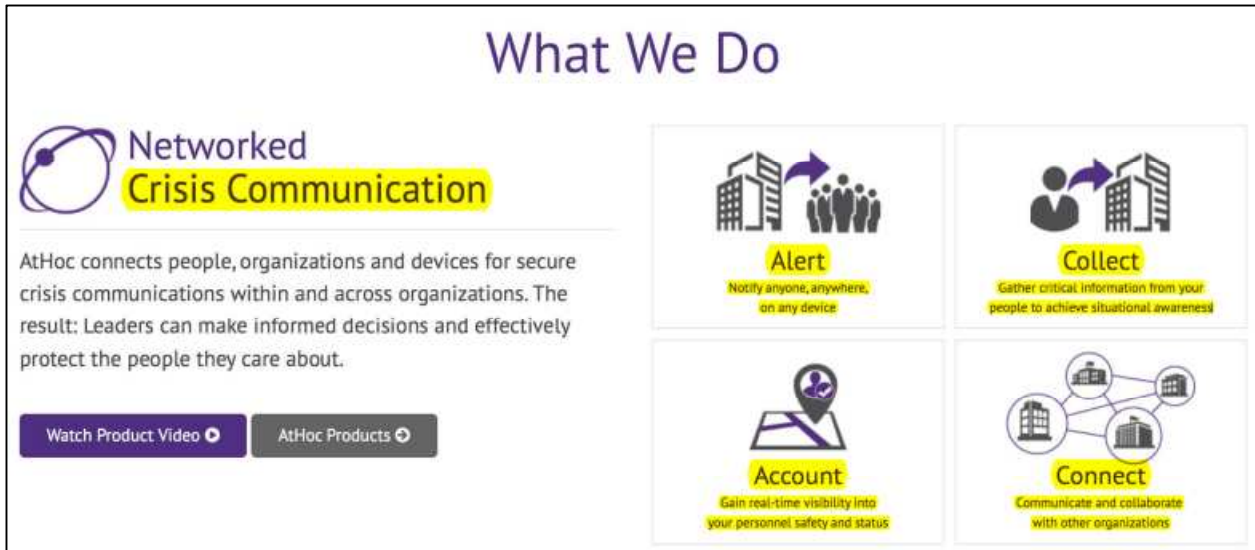 What We Do
Networked
Crisis Communication
AtHoc connects people, organizations and devices for secure
crisis communications within and across organizations. The
result: Leaders can make informed decisions and effectively
protect the people they care about.
Watch Product Video
AtHoc Products
Alert
Notify anyone, anywhere,
on any device
Collect
Gather critical information from your
people to achieve situational awareness
Account
Gain real-time visibility into
your personnel safety and status
Connect
Communicate and collaborate
with other organizations